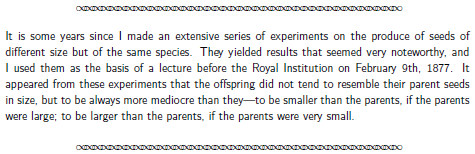 It is some years since I made an extensive series of experiments on the produce of seeds of
different size but of the same species. They yielded results that seemed very noteworthy, and
I used them as the basis of a lecture before the Royal Institution on February 9th, 1877. It
appeared from these experiments that the offspring did not tend to resemble their parent seeds
in size, but to be always more mediocre than they—to be smaller than the parents, if the parents
were large; to be larger than the parents, if the parents were very small.